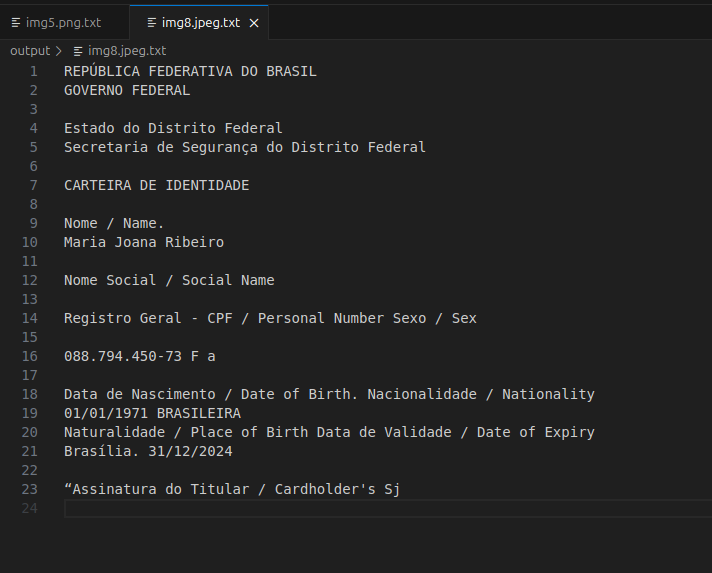 img5.png.txt
img8.jpeg.txt
output > img8.jpeg.txt
1 REPÚBLICA FEDERATIVA DO BRASIL
2 GOVERNO FEDERAL
3
4 Estado do Distrito Federal
5 Secretaria de Segurança do Distrito Federal
6
7 CARTEIRA DE IDENTIDADE
8
9 Nome / Name.
10 Maria Joana Ribeiro
11
12 Nome Social / Social Name
13
14 Registro Geral - CPF / Personal Number Sexo / Sex
15
16 088.794.450-73 F a
17
18 Data de Nascimento / Date of Birth. Nacionalidade / Nationality
19 01/01/1971 BRASILEIRA
20 Naturalidade / Place of Birth Data de Validade / Date of Expiry
21 Brasília. 31/12/2024
22
23 “Assinatura do Titular / Cardholder's Sj
24